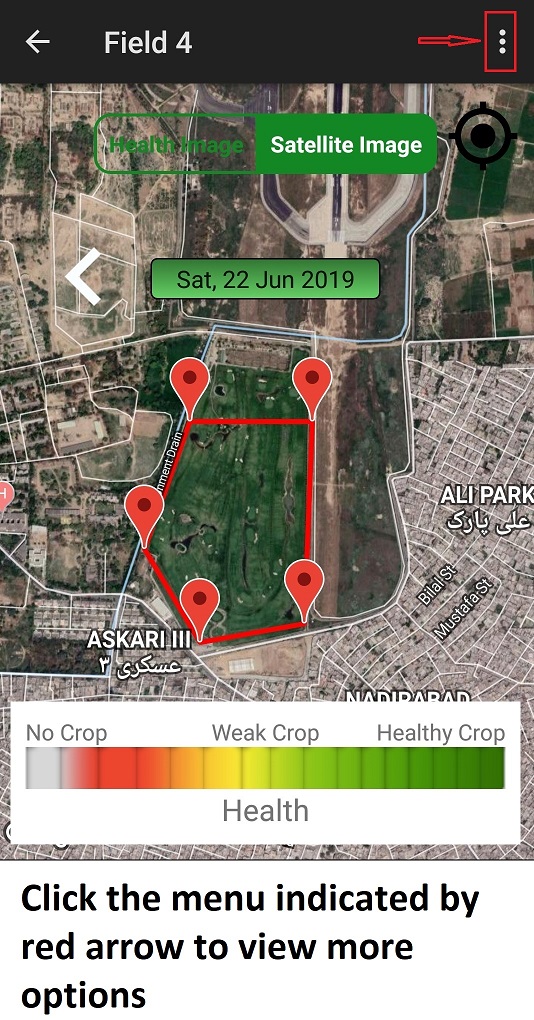 Field 4
Health Image
Satellite Image
Sat, 22 Jun 2019
nment Drain
H
ALI PARK
علی پارک
Bilal St
Mustafa St
ASKARI III
عسکری ۳
NADIRABAD
No Crop
Weak Crop
Healthy Crop
Health
Click the menu indicated by
red arrow to view more
options